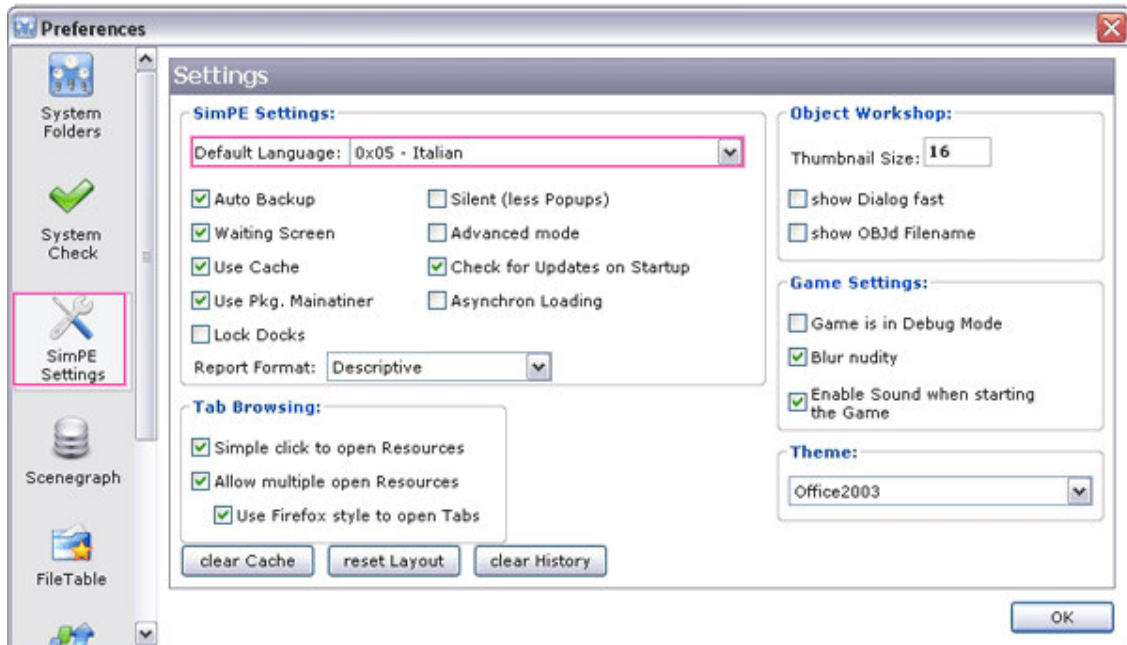 Preferences
System
Folders
System
Check
SimPE
Settings
Scenegraph
FileTable
Settings
SimPE Settings:
Default Language: 0x05 - Italian
Auto Backup
Silent (less Popups)
Waiting Screen
Advanced mode
Use Cache
Check for Updates on Startup
Use Pkg. Mainatiner
Asynchron Loading
Lock Docks
Report Format: Descriptive
Tab Browsing:
Simple click to open Resources
Allow multiple open Resources
Use Firefox style to open Tabs
clear Cache
reset Layout
clear History
Object Workshop:
Thumbnail Size: 16
show Dialog fast
show OBJd Filename
Game Settings:
Game is in Debug Mode
Blur nudity
Enable Sound when starting
the Game
Theme:
Office2003
OK